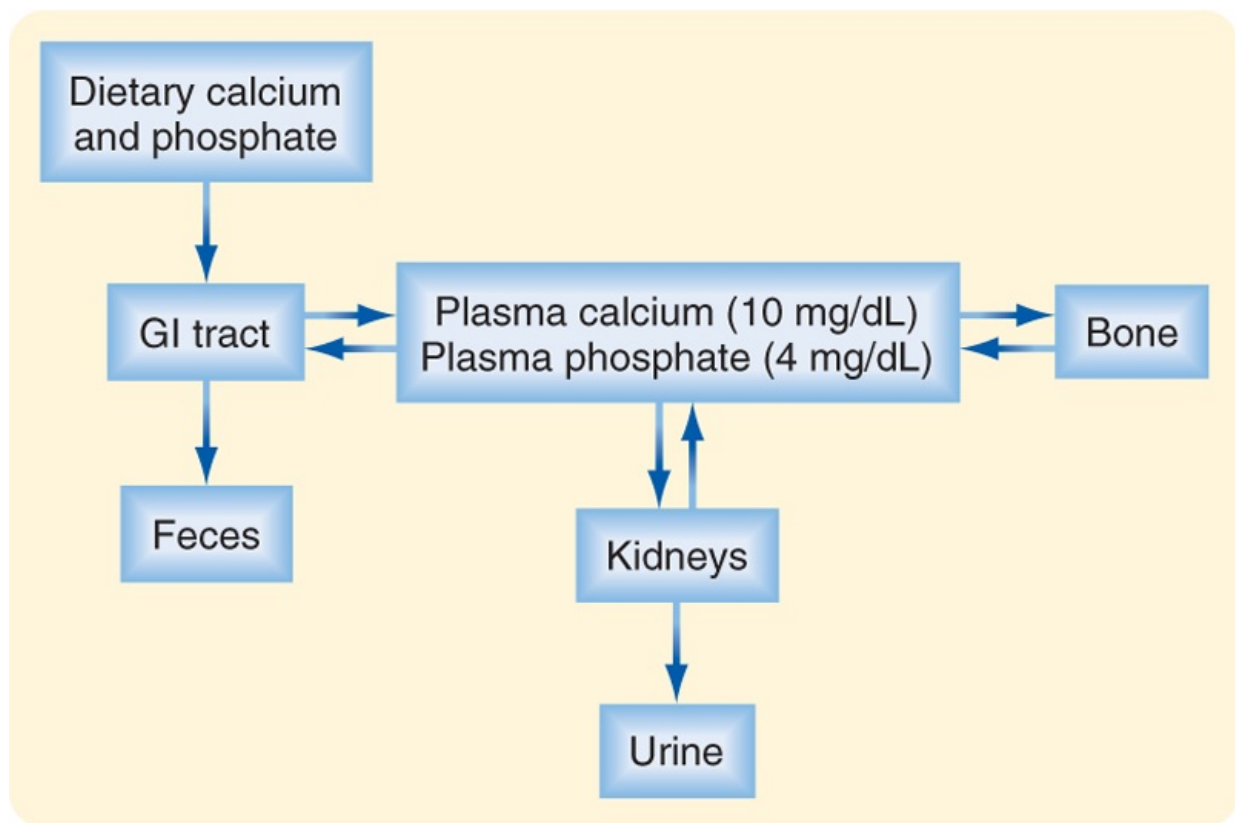 Dietary calcium
and phosphate
GI tract
Plasma calcium (10 mg/dL)
Plasma phosphate (4 mg/dL)
Bone
Feces
Kidneys
Urine